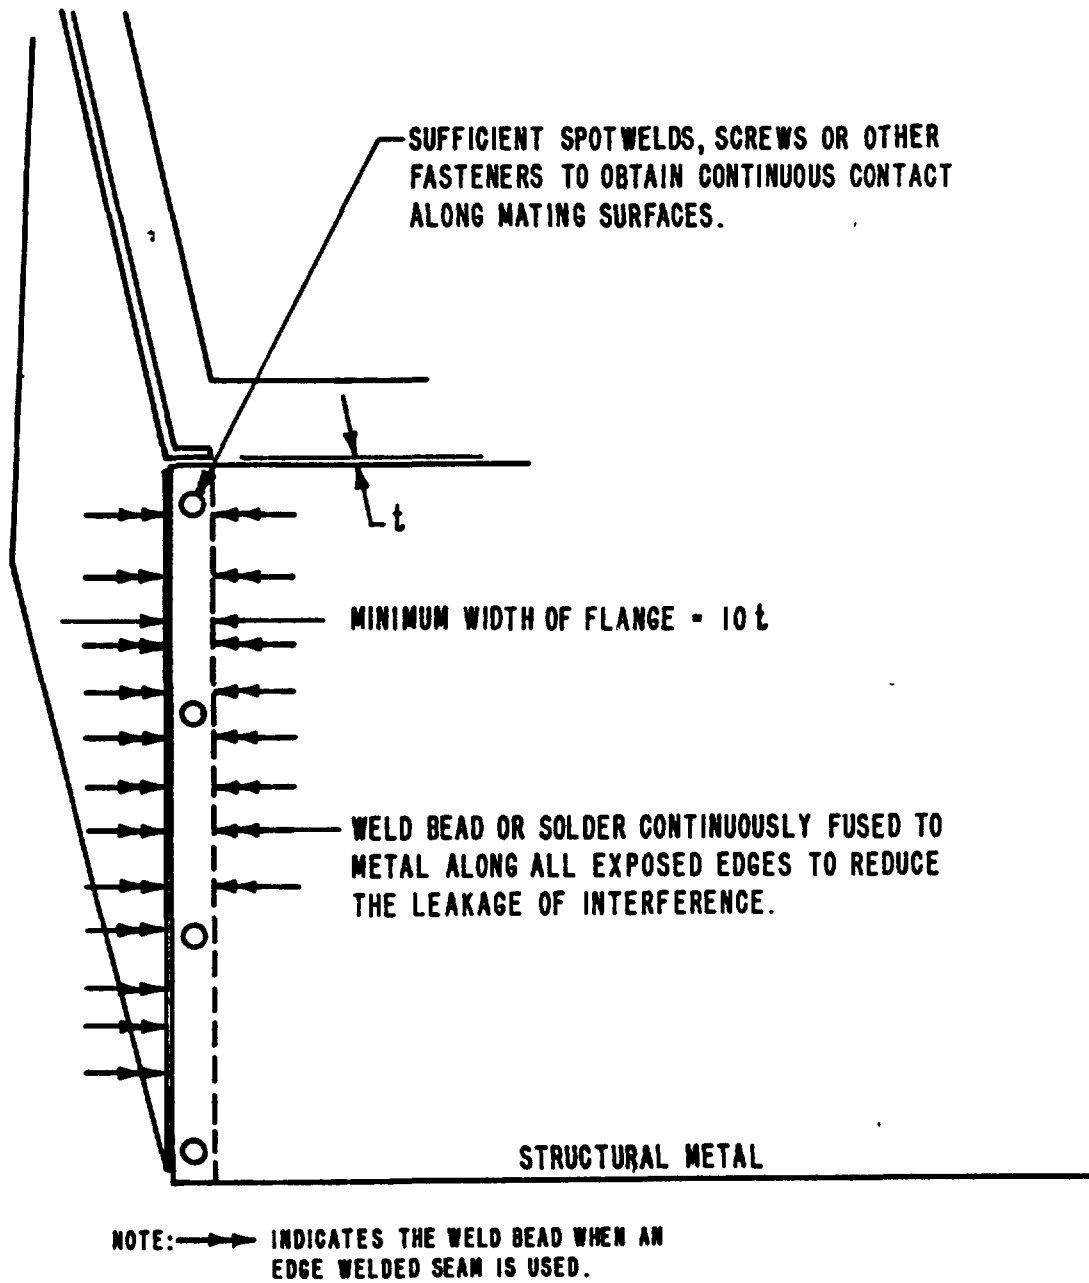 SUFFICIENT SPOTWELDS, SCREWS OR OTHER
FASTENERS TO OBTAIN CONTINUOUS CONTACT
ALONG MATING SURFACES.
t
MINIMUM WIDTH OF FLANGE = 10 t
WELD BEAD OR SOLDER CONTINUOUSLY FUSED TO
METAL ALONG ALL EXPOSED EDGES TO REDUCE
THE LEAKAGE OF INTERFERENCE.
STRUCTURAL METAL
NOTE: INDICATES THE WELD BEAD WHEN AN
EDGE WELDED SEAM IS USED.